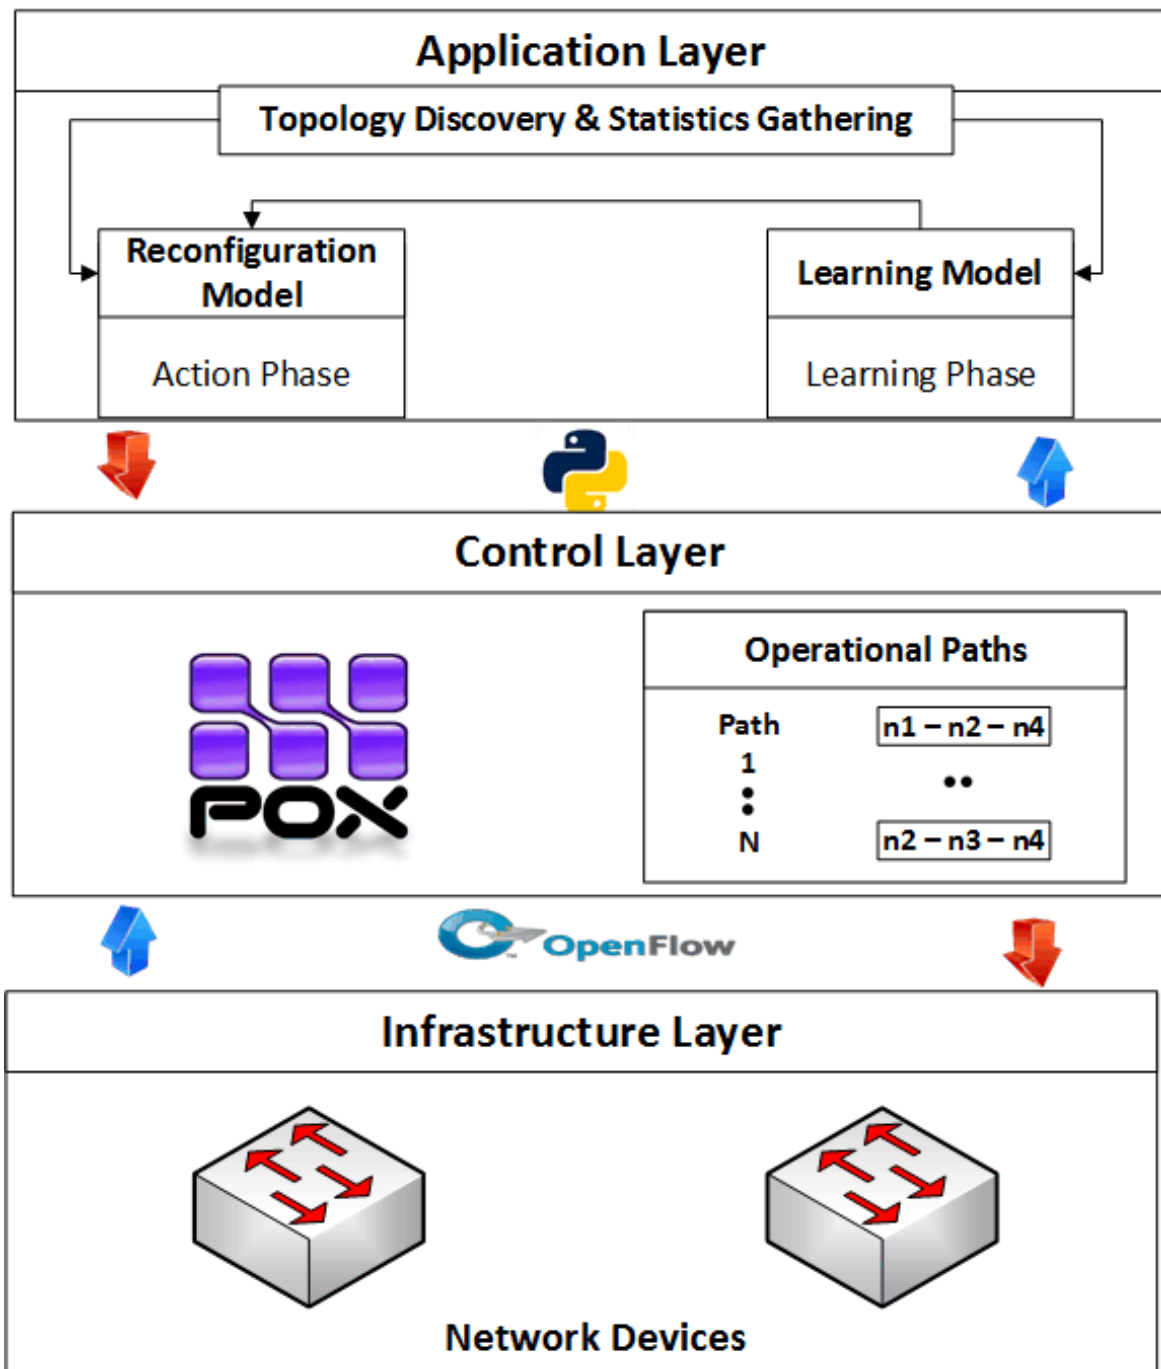 Application Layer
Topology Discovery & Statistics Gathering
Reconfiguration
Model
Action Phase
Learning Model
Learning Phase
Control Layer
POX
Operational Paths
Path
1
N
n1 – n2 – n4
n2 – n3 – n4
OpenFlow
TM
Infrastructure Layer
Network Devices